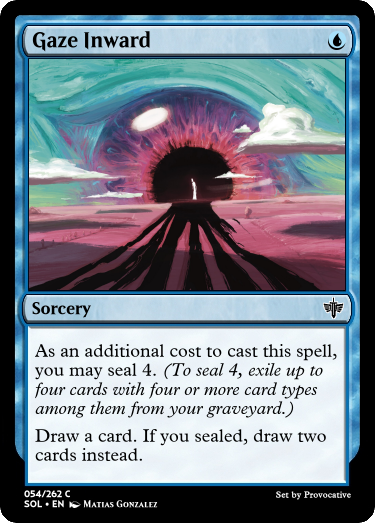 Gaze Inward
Sorcery
As an additional cost to cast this spell,
you may seal 4. (To seal 4, exile up to
four cards with four or more card types
among them from your graveyard.)
Draw a card. If you sealed, draw two
cards instead.
054/262 C
SOL • EN Matias Gonzalez
Set by Provocative